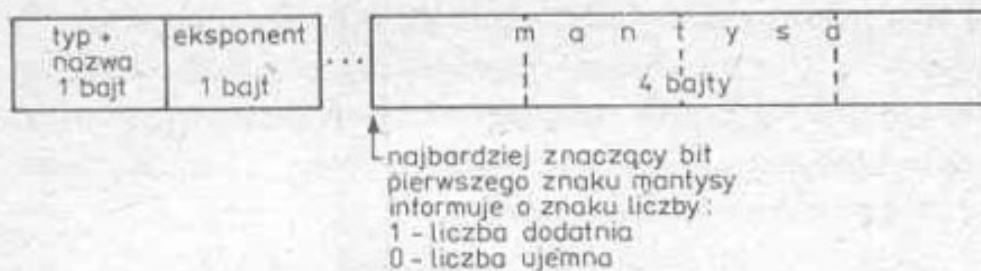 typ + eksponent
nazwa
1 bajt 1 bajt
...
m a n t y s a
4 bajty
najbardziej znaczący bit
pierwszego znaku mantysy
informuje o znaku liczby:
1 - liczba dodatnia
0 - liczba ujemna